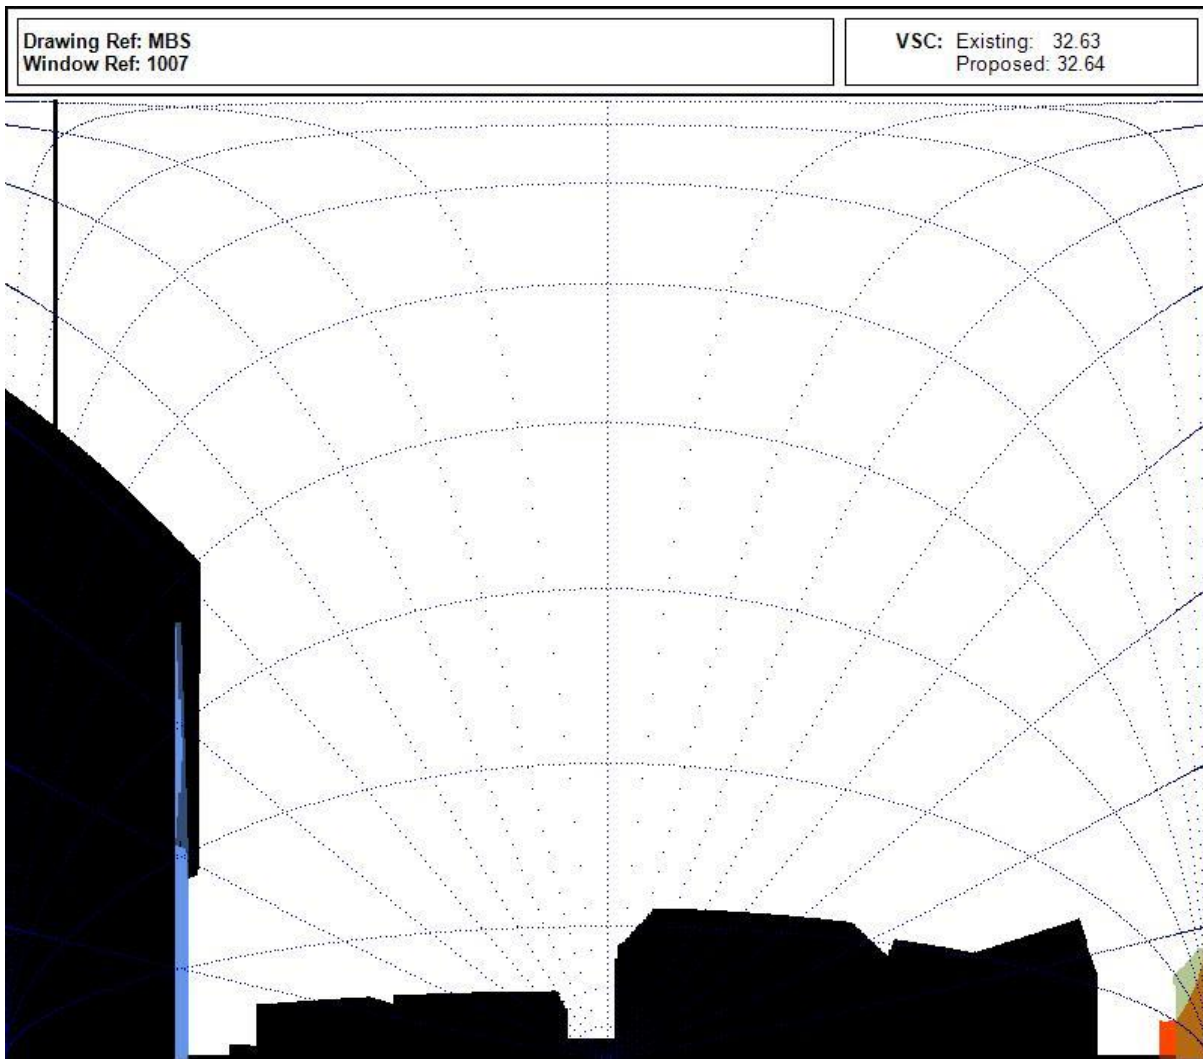 Drawing Ref: MBS
Window Ref: 1007
VSC: Existing: 32.63
Proposed: 32.64